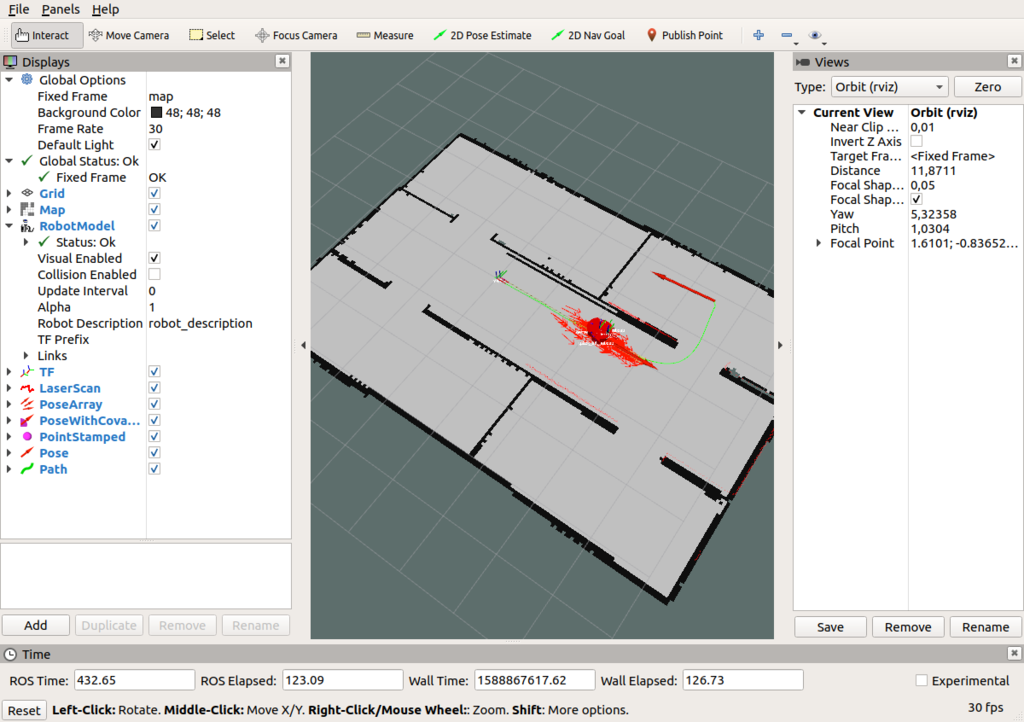 File Panels Help
Interact Move Camera Select Focus Camera Measure 2D Pose Estimate 2D Nav Goal Publish Point
Displays
Global Options
Fixed Frame map
Background Color 48; 48; 48
Frame Rate 30
Default Light
Global Status: Ok
Fixed Frame OK
Grid
Map
RobotModel
Status: Ok
Visual Enabled
Collision Enabled
Update Interval 0
Alpha 1
Robot Description robot_description
TF Prefix
Links
TF
LaserScan
PoseArray
PoseWithCova...
PointStamped
Pose
Path
Add Duplicate Remove Rename
Views
Type: Orbit (rviz) Zero
Current View Orbit (rviz)
Near Clip ... 0,01
Invert Z Axis
Target Fra... <Fixed Frame>
Distance 11,8711
Focal Shap... 0,05
Focal Shap...
Yaw 5,32358
Pitch 1,0304
Focal Point 1.6101; -0.83652...
Save Remove Rename
Time
ROS Time: 432.65 ROS Elapsed: 123.09 Wall Time: 1588867617.62 Wall Elapsed: 126.73 Experimental
Reset Left-Click: Rotate. Middle-Click: Move X/Y. Right-Click/Mouse Wheel:: Zoom. Shift: More options. 30 fps